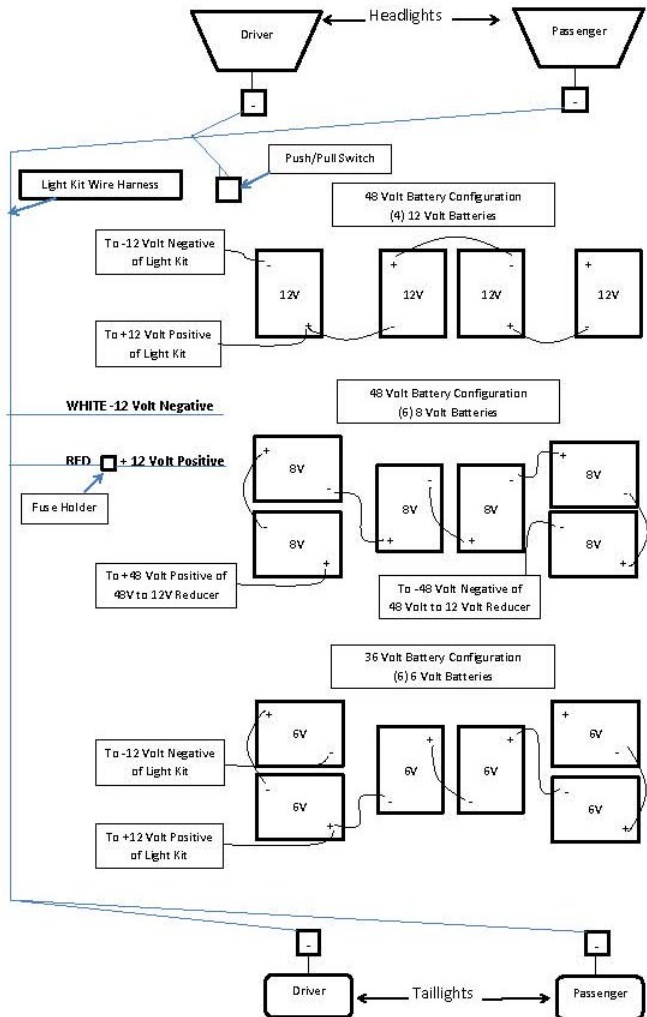 Headlights
Driver
Passenger
-
-
Push/Pull Switch
Light Kit Wire Harness
48 Volt Battery Configuration
(4) 12 Volt Batteries
To -12 Volt Negative
of Light Kit
- + - +
12V 12V 12V 12V
+ - + -
To +12 Volt Positive
of Light Kit
WHITE -12 Volt Negative
48 Volt Battery Configuration
(6) 8 Volt Batteries
RED + 12 Volt Positive
Fuse Holder
+ +
8V 8V
- - - -
8V 8V
- -
8V 8V
+ + + +
To +48 Volt Positive of
48V to 12V Reducer
To -48 Volt Negative of
48 Volt to 12 Volt Reducer
36 Volt Battery Configuration
(6) 6 Volt Batteries
+ +
6V 6V
- + + -
To -12 Volt Negative
of Light Kit
6V 6V
- -
6V 6V
+ - - +
To +12 Volt Positive
of Light Kit
-
-
Driver
Taillights
Passenger